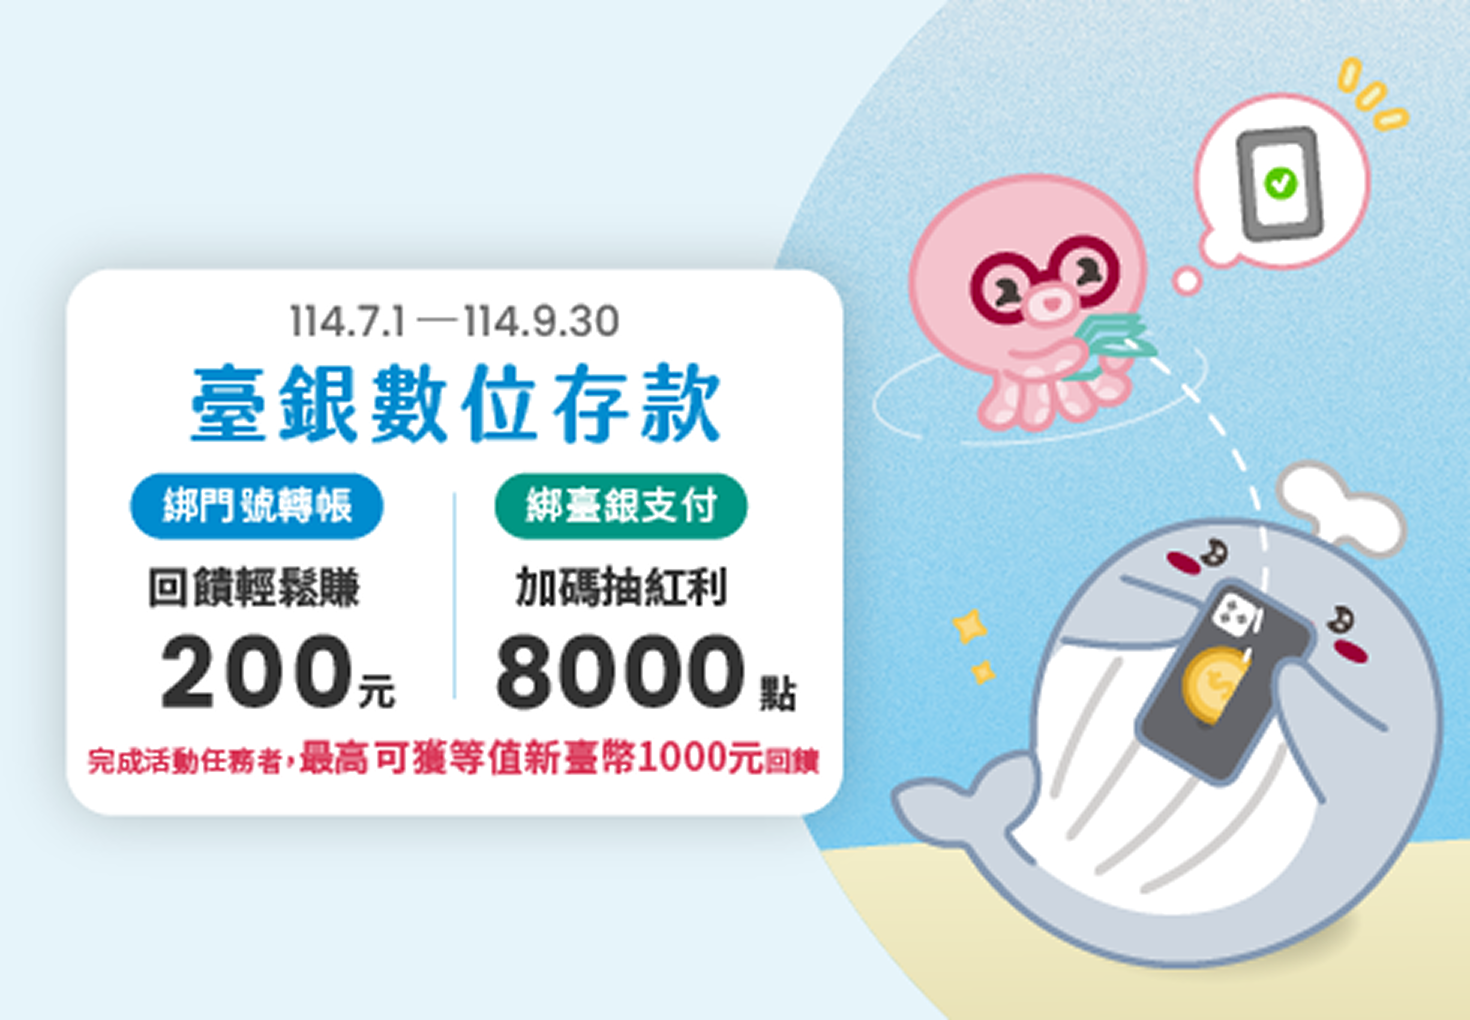 114.7.1—114.9.30
臺銀數位存款
綁門號轉帳
回饋輕鬆賺
200元
綁臺銀支付
加碼抽紅利
8000點
完成活動任務者，最高可獲等值新臺幣1000元回饋